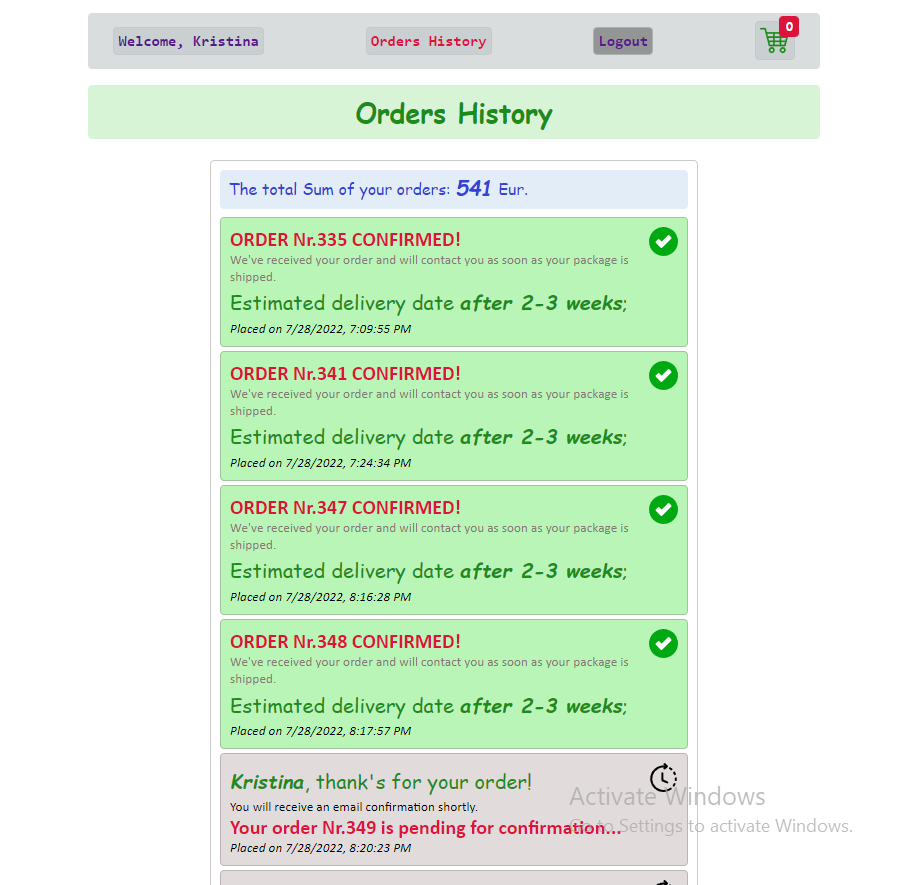 Welcome, Kristina
Orders History
Logout
0
Orders History
The total Sum of your orders: 541 Eur.
ORDER Nr.335 CONFIRMED!
We've received your order and will contact you as soon as your package is
shipped.
Estimated delivery date after 2-3 weeks;
Placed on 7/28/2022, 7:09:55 PM
ORDER Nr.341 CONFIRMED!
We've received your order and will contact you as soon as your package is
shipped.
Estimated delivery date after 2-3 weeks;
Placed on 7/28/2022, 7:24:34 PM
ORDER Nr.347 CONFIRMED!
We've received your order and will contact you as soon as your package is
shipped.
Estimated delivery date after 2-3 weeks;
Placed on 7/28/2022, 8:16:28 PM
ORDER Nr.348 CONFIRMED!
We've received your order and will contact you as soon as your package is
shipped.
Estimated delivery date after 2-3 weeks;
Placed on 7/28/2022, 8:17:57 PM
Kristina, thank's for your order!
You will receive an email confirmation shortly.
Your order Nr.349 is pending for confirmation...
Placed on 7/28/2022, 8:20:23 PM
Activate Windows
Go to Settings to activate Windows.